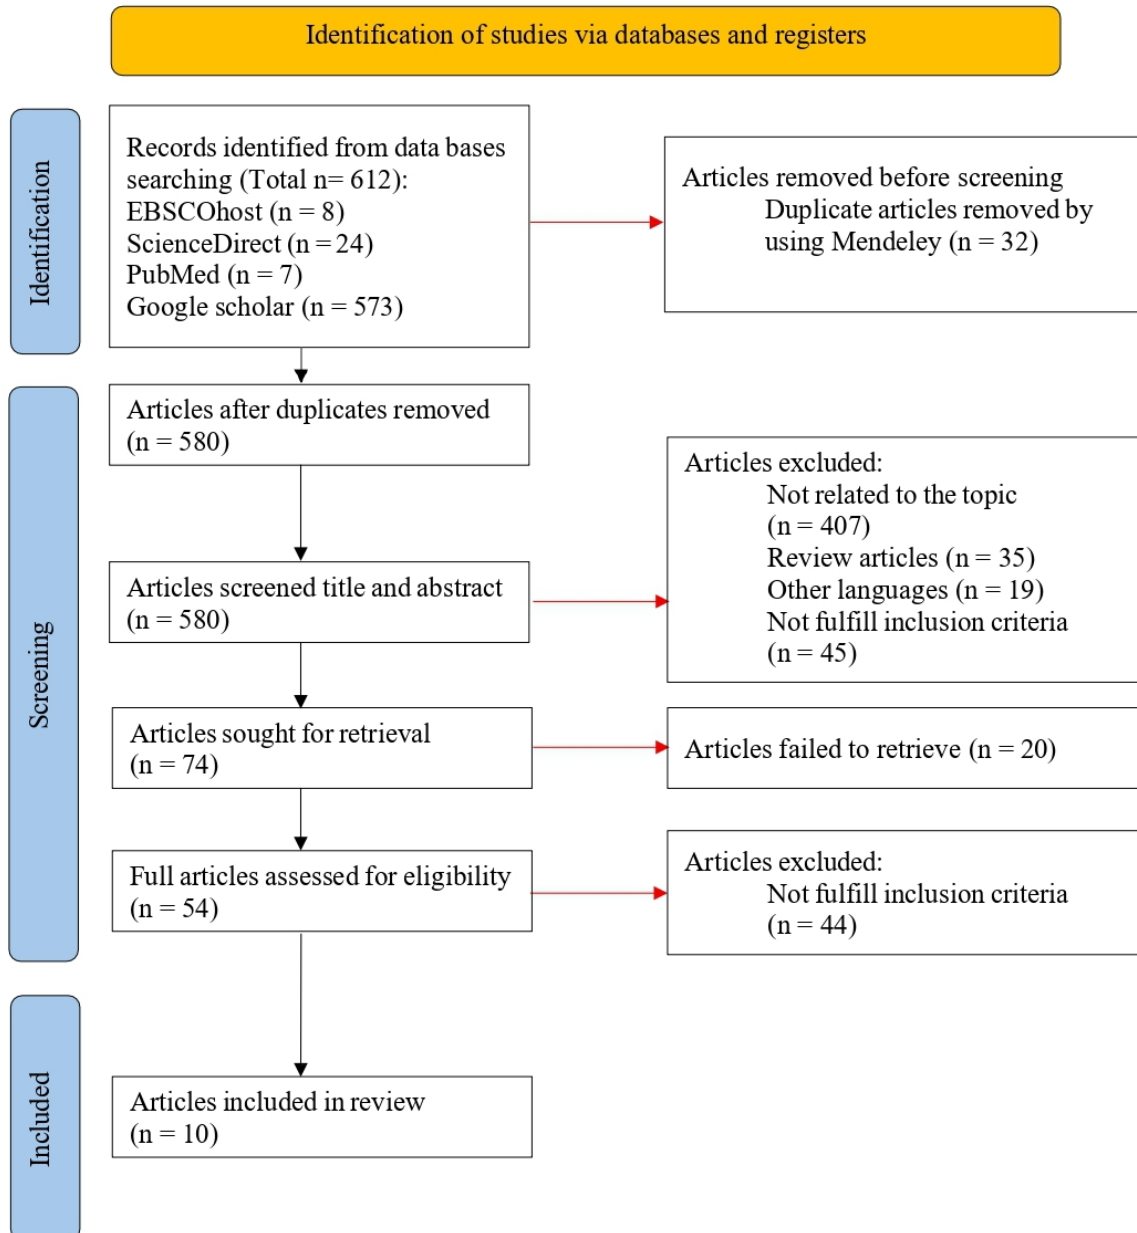 Identification of studies via databases and registers
Identification
Records identified from data bases
searching (Total n= 612):
EBSCOhost (n = 8)
ScienceDirect (n = 24)
PubMed (n = 7)
Google scholar (n = 573)
Articles removed before screening
Duplicate articles removed by
using Mendeley (n = 32)
Screening
Articles after duplicates removed
(n = 580)
Articles screened title and abstract
(n = 580)
Articles excluded:
Not related to the topic
(n = 407)
Review articles (n = 35)
Other languages (n = 19)
Not fulfill inclusion criteria
(n = 45)
Articles sought for retrieval
(n = 74)
Articles failed to retrieve (n = 20)
Full articles assessed for eligibility
(n = 54)
Articles excluded:
Not fulfill inclusion criteria
(n = 44)
Included
Articles included in review
(n = 10)